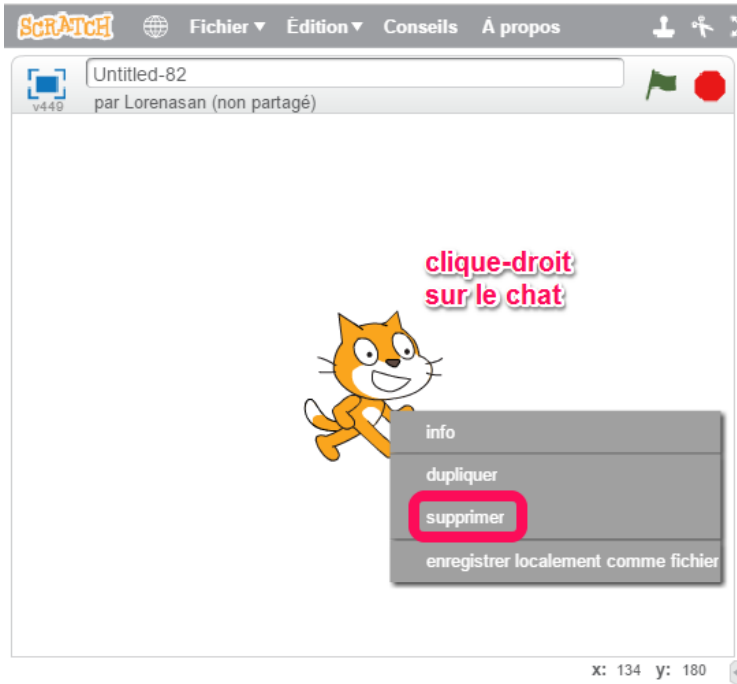 SCRATCH Fichier Édition Conseils À propos
Untitled-82
v449 par Lorenasan (non partagé)
clique-droit
sur le chat
info
dupliquer
supprimer
enregistrer localement comme fichier
x: 134 y: 180